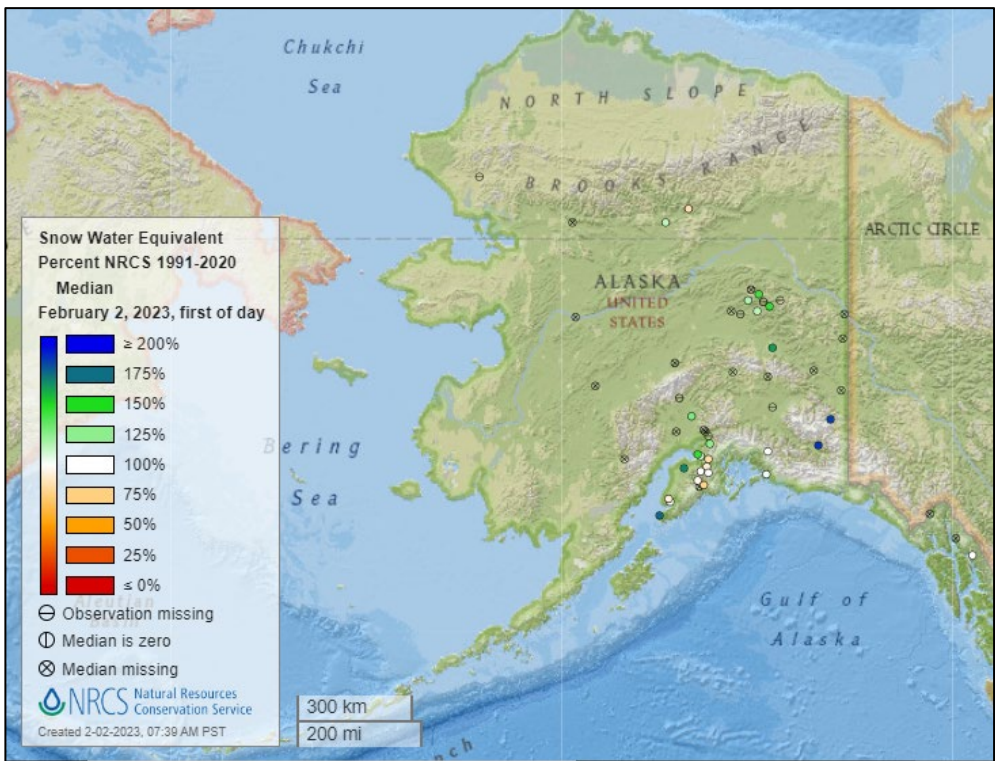 Chukchi
Sea
NORTH SLOPE
BROOKS RANGE
ARCTIC CIRCLE
ALASKA
UNITED
STATES
Bering
Sea
Gulf of
Alaska
Snow Water Equivalent
Percent NRCS 1991-2020
Median
February 2, 2023, first of day
≥ 200%
175%
150%
125%
100%
75%
50%
25%
≤ 0%
Aleutian
Basin
Observation missing
Median is zero
Median missing
NRCS Natural Resources
Conservation Service
Created 2-02-2023, 07:39 AM PST
300 km
200 mi